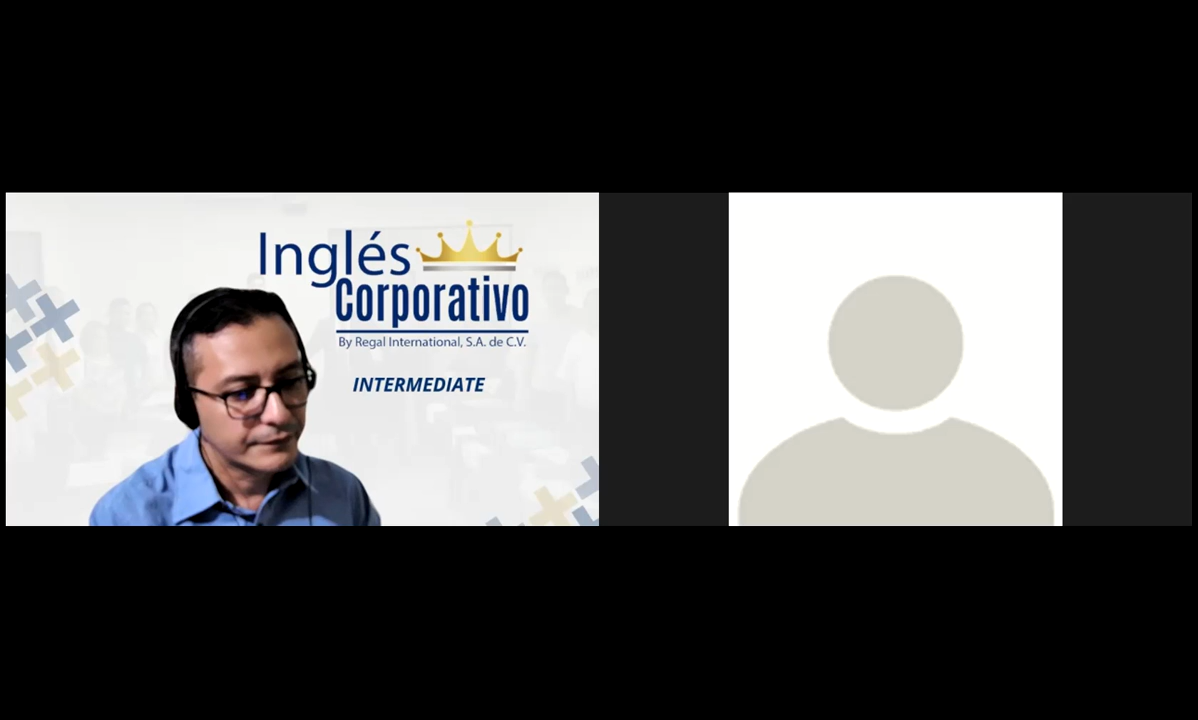 Inglés
Corporativo
By Regal International, S.A. de C.V.
INTERMEDIATE